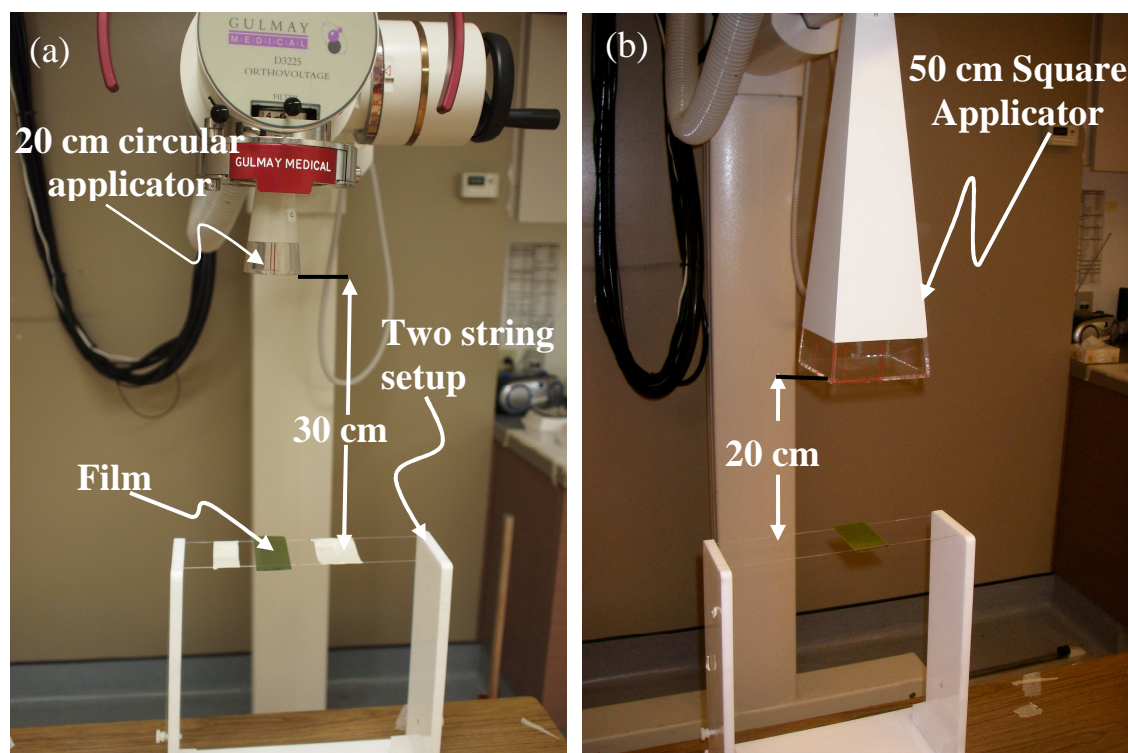 (a)
GULMAY
MEDICAL
D3225
ORTHOVOLTAGE
FILTER
20 cm circular
applicator
GULMAY MEDICAL
C
Two string
setup
30 cm
Film
(b)
H
50 cm Square
Applicator
20 cm